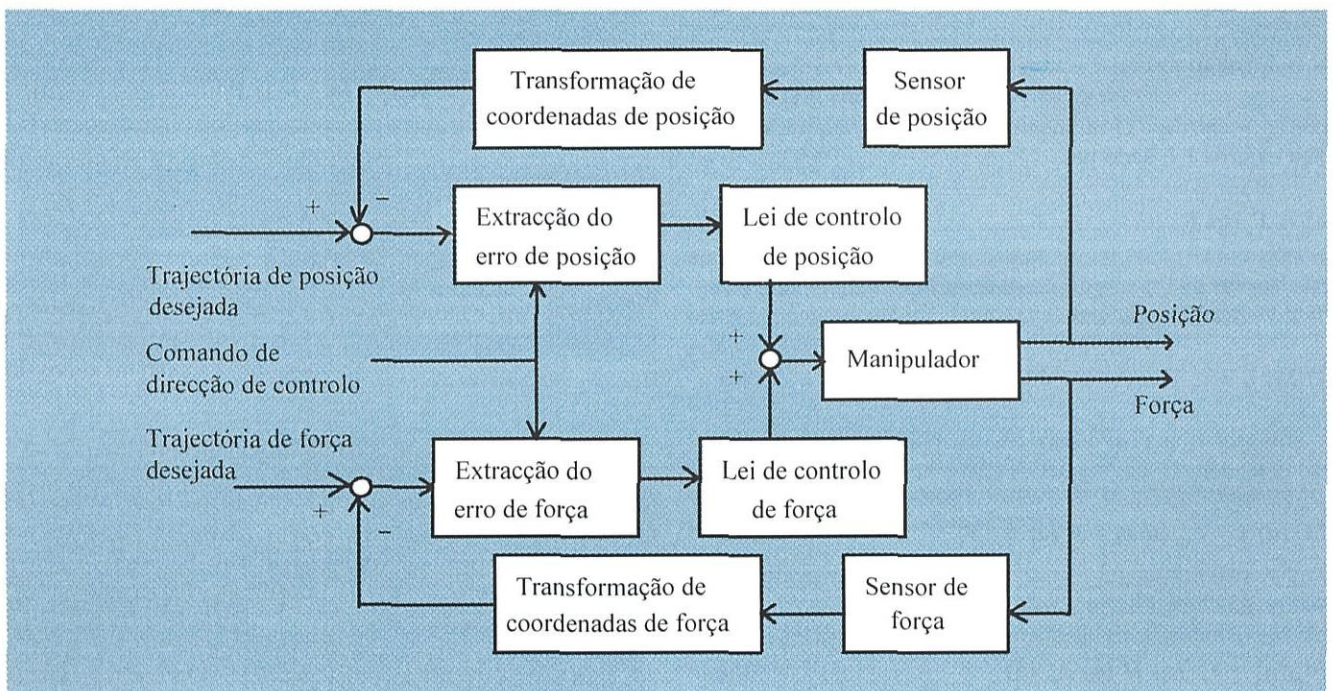 Transformação de
coordenadas de posição
Sensor
de posição
+
−
Extracção do
erro de posição
Lei de controlo
de posição
Trajectória de posição
desejada
Posição
Comando de
direcção de controlo
+
+
Manipulador
Força
Trajectória de força
desejada
Extracção do
erro de força
Lei de controlo
de força
+
−
Transformação de
coordenadas de força
Sensor de
força